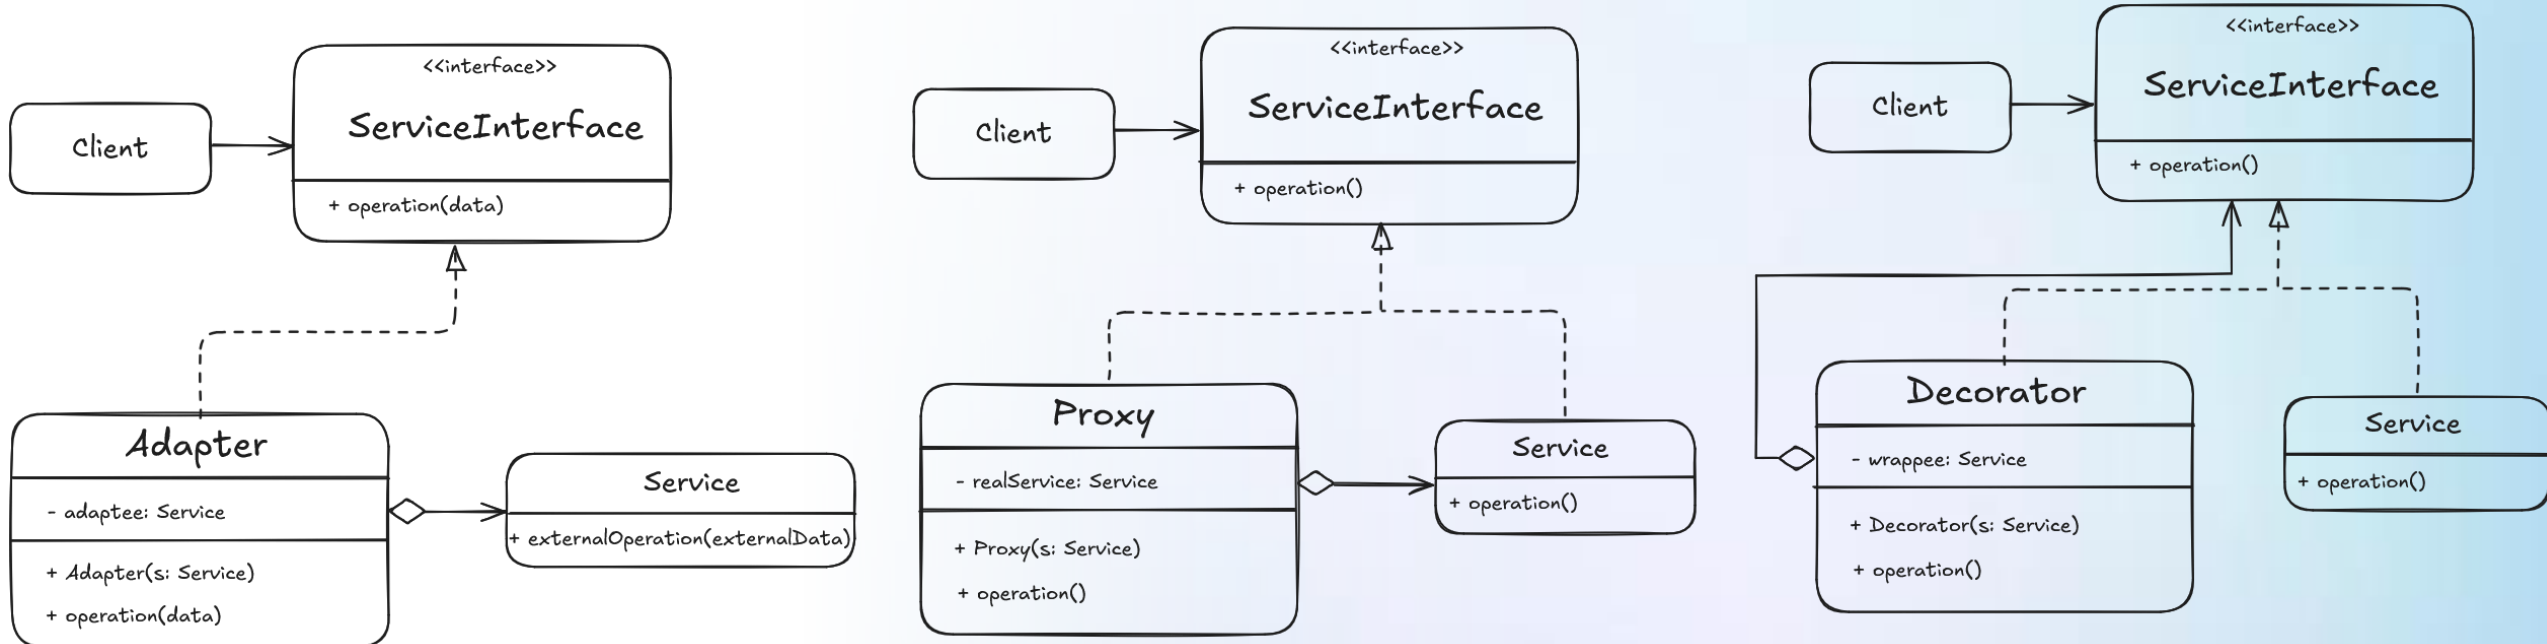 <<interface>>
ServiceInterface
Client
+ operation(data)
Adapter
- adaptee: Service
+ Adapter(s: Service)
+ operation(data)
Service
+ externalOperation(externalData)
<<interface>>
ServiceInterface
Client
+ operation()
Proxy
- realService: Service
+ Proxy(s: Service)
+ operation()
Service
+ operation()
<<interface>>
ServiceInterface
Client
+ operation()
Decorator
- wrappee: Service
+ Decorator(s: Service)
+ operation()
Service
+ operation()